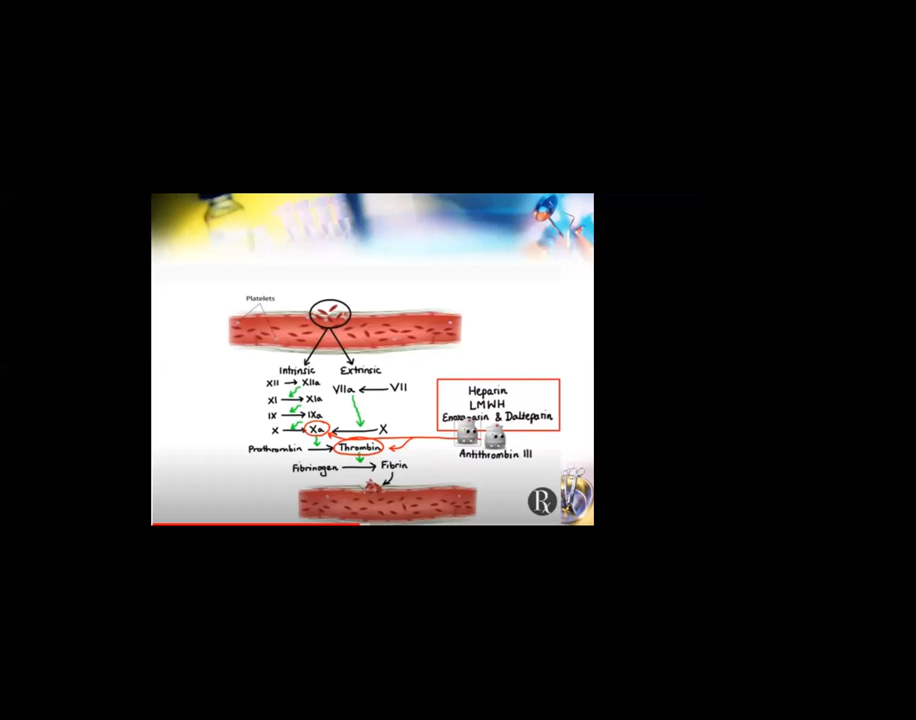 Platelets
Intrinsic Extrinsic
XII → XIIa
VIIa ← VII
XI → XIa
IX → IXa
X → Xa ← X
Prothrombin → Thrombin
Fibrinogen → Fibrin
Heparin
LMWH
& Dalteparin
Antithrombin III
Rx